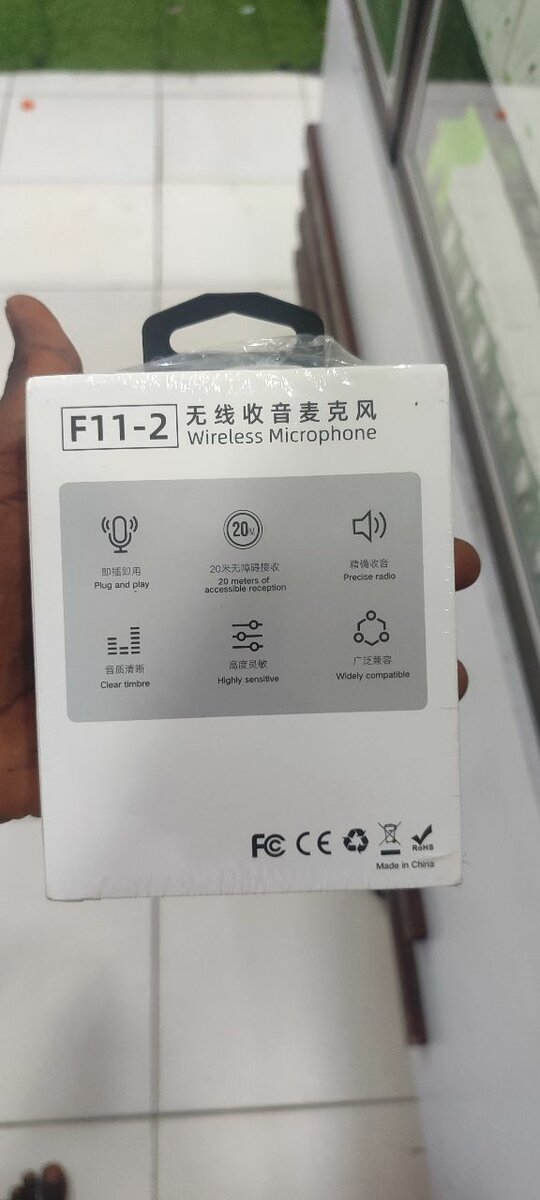 F11-2
无线收音麦克风
Wireless Microphone
即插即用
Plug and play
20M
20米无障碍接收
20 meters of
accessible reception
精确收音
Precise radio
音质清晰
Clear timbre
高度灵敏
Highly sensitive
广泛兼容
Widely compatible
FC CE
RoHS
Made in China